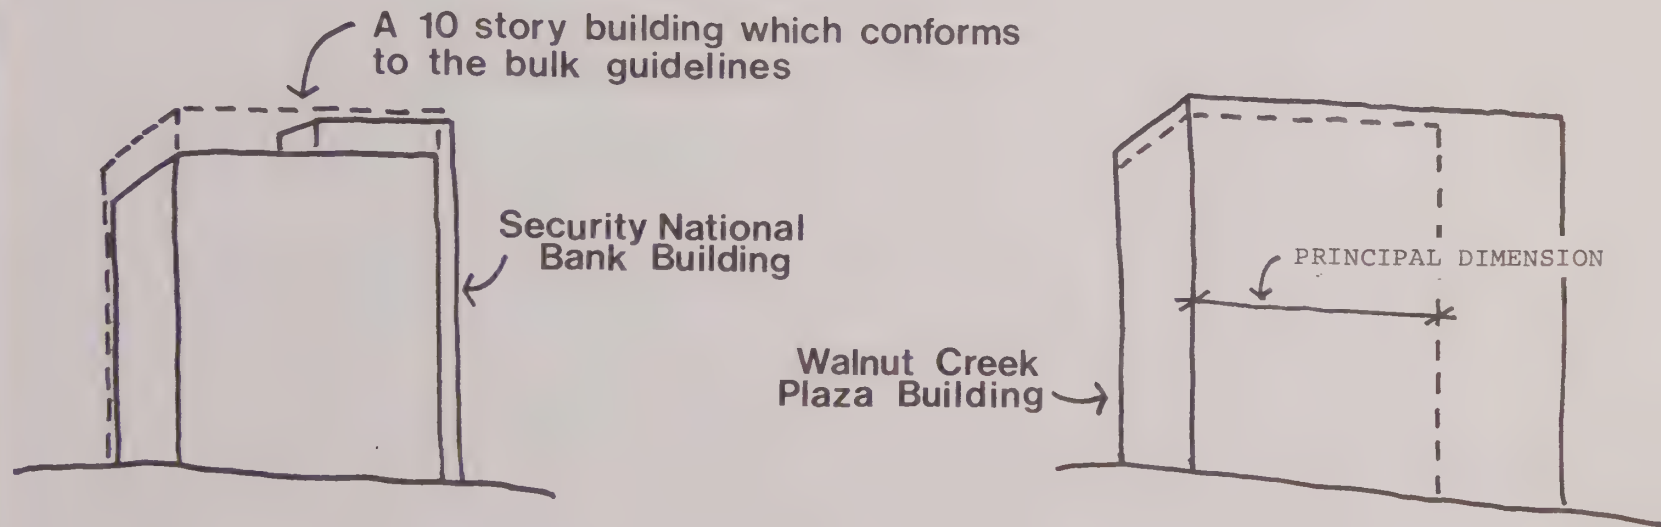 A 10 story building which conforms
to the bulk guidelines
Security National
Bank Building
PRINCIPAL DIMENSION
Walnut Creek
Plaza Building